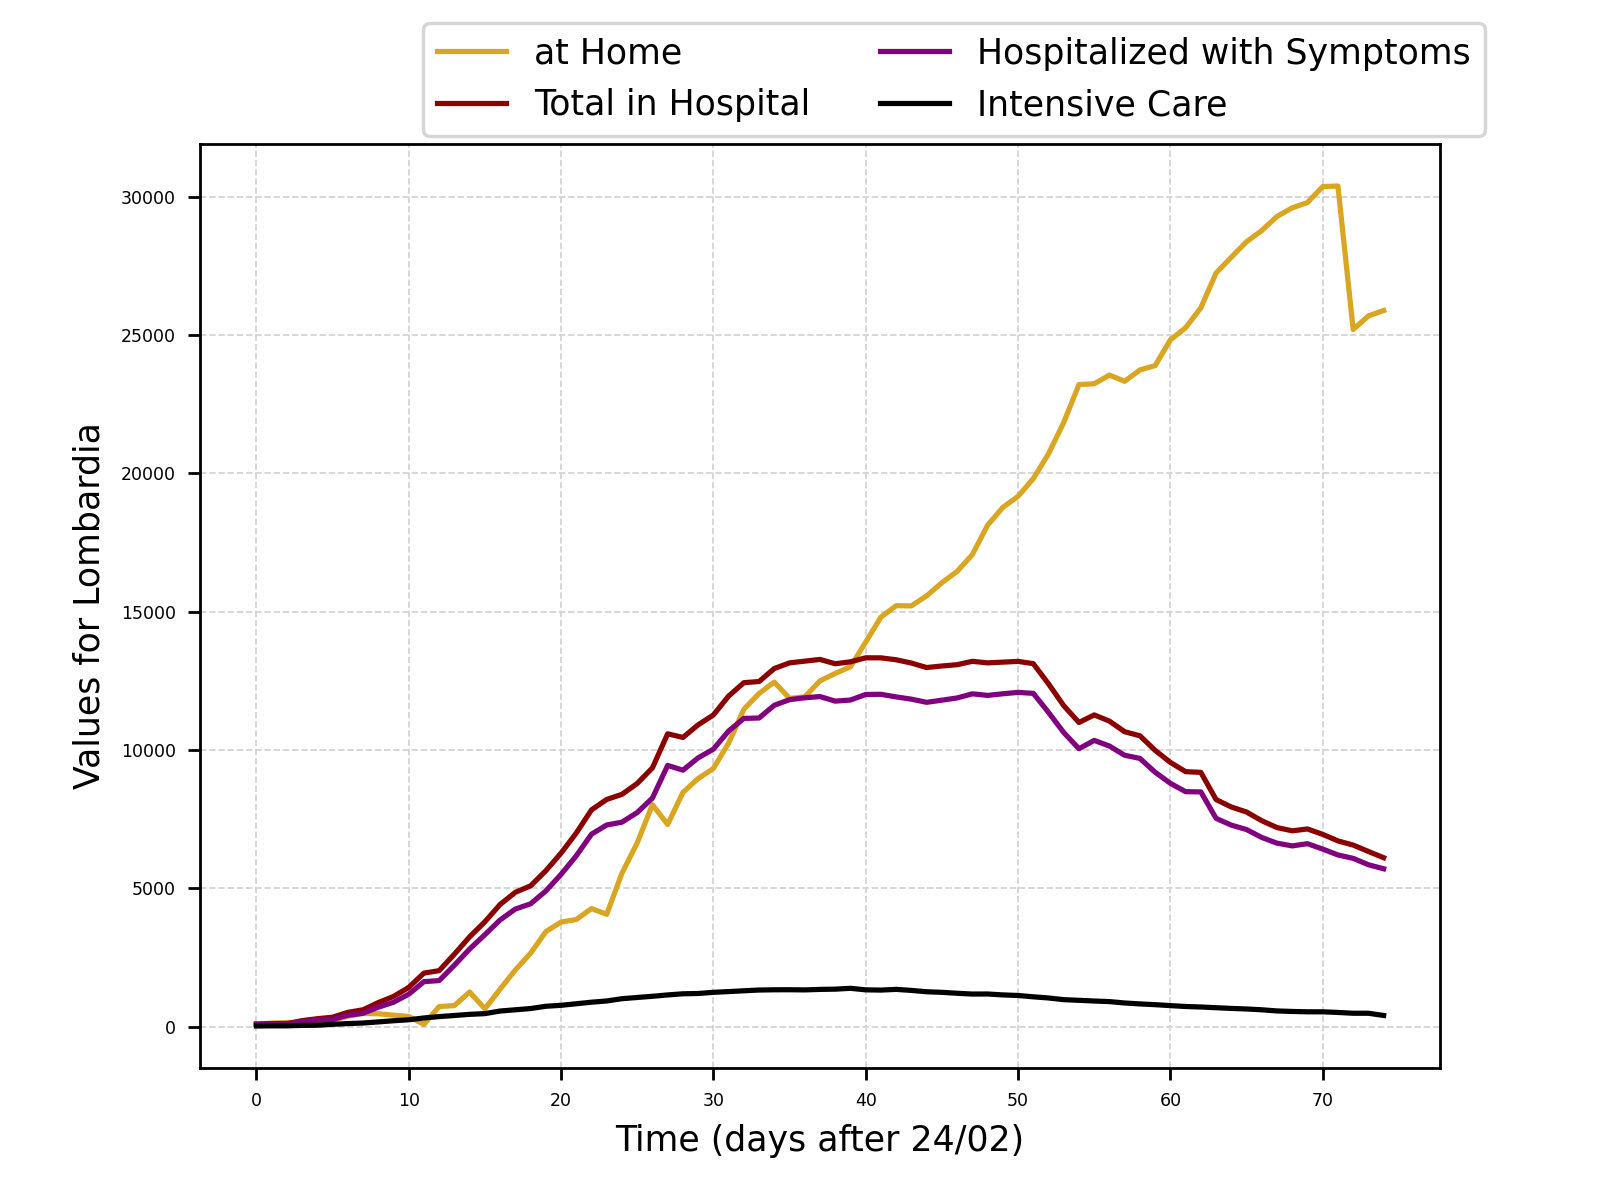 at Home
Total in Hospital
Hospitalized with Symptoms
Intensive Care
Values for Lombardia
30000
25000
20000
15000
10000
5000
0
0 10 20 30 40 50 60 70
Time (days after 24/02)